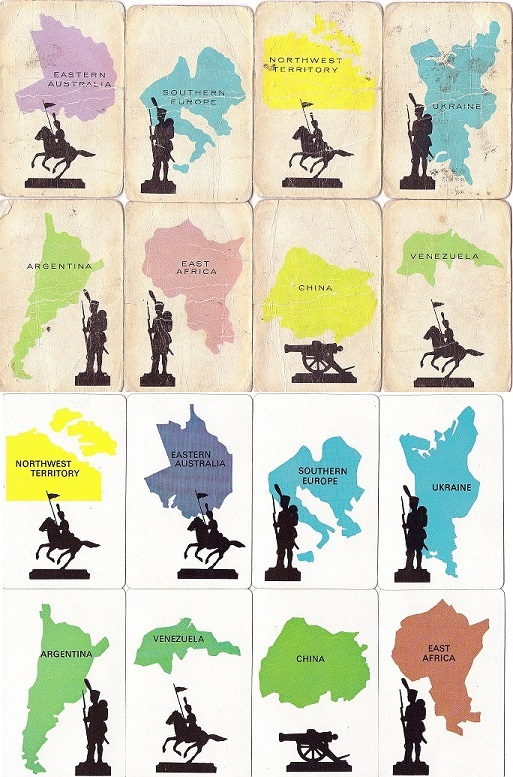 EASTERN
AUSTRALIA
SOUTHERN
EUROPE
NORTHWEST
TERRITORY
UKRAINE
ARGENTINA
EAST
AFRICA
CHINA
VENEZUELA
NORTHWEST
TERRITORY
EASTERN
AUSTRALIA
SOUTHERN
EUROPE
UKRAINE
ARGENTINA
VENEZUELA
CHINA
EAST
AFRICA